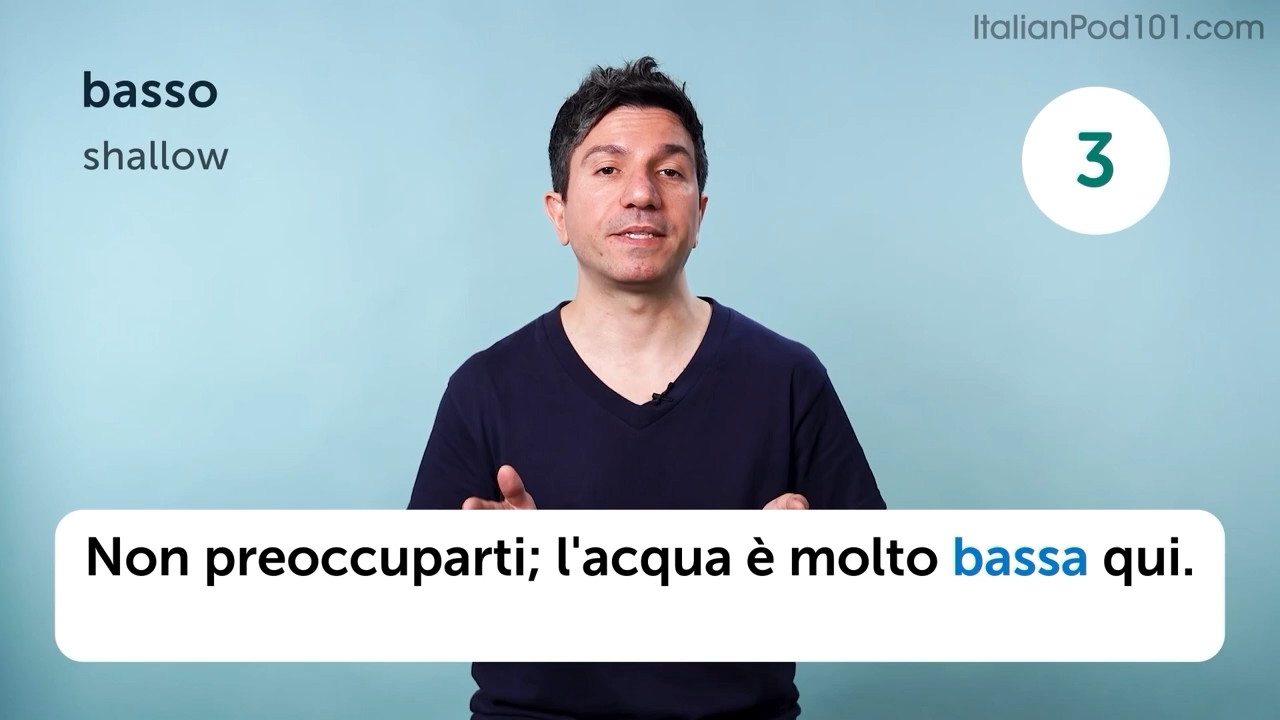 ItalianPod101.com
basso
shallow
3
Non preoccuparti; l'acqua è molto bassa qui.